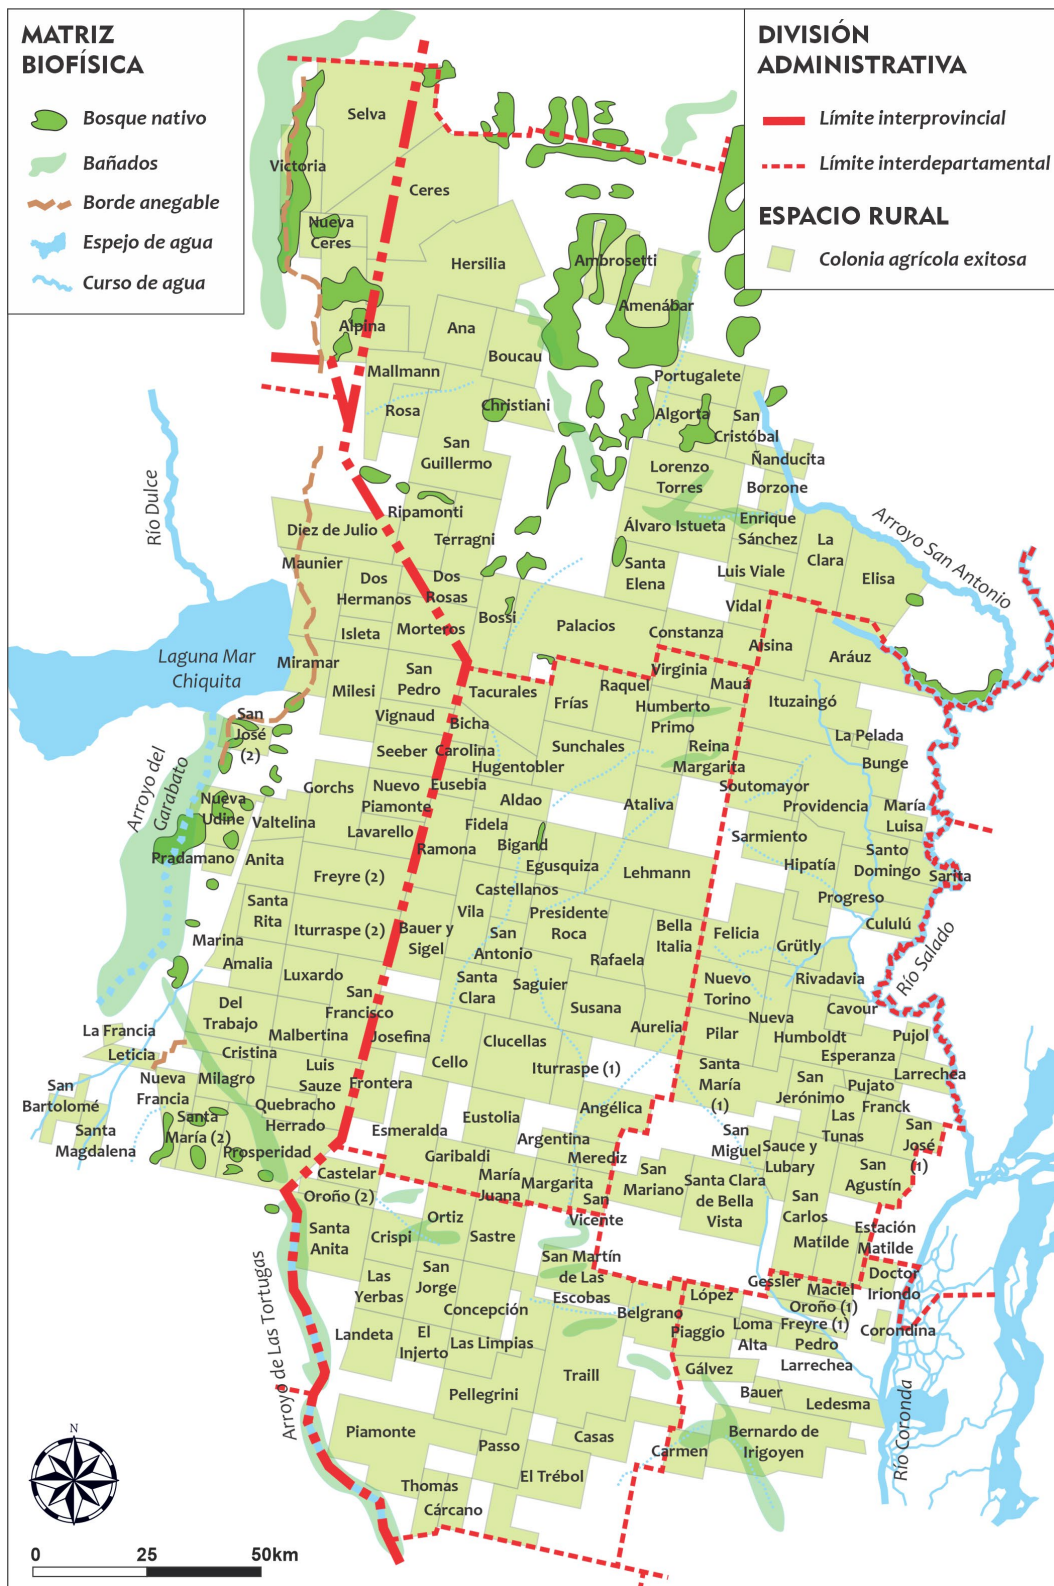 MATRIZ
BIOFÍSICA
Bosque nativo
Bañados
Borde anegable
Espejo de agua
Curso de agua
DIVISIÓN
ADMINISTRATIVA
Límite interprovincial
Límite interdepartamental
ESPACIO RURAL
Colonia agrícola exitosa
Selva
Victoria
Ceres
Nueva
Ceres
Hersilia
Ambrosetti
Amenábar
Alpina
Ana
Boucau
Mallmann
Portugalete
Rosa
Christiani
Algorta
San
Cristóbal
San
Guillermo
Ñanducita
Lorenzo
Torres
Borzone
Río Dulce
Ripamonti
Diez de Julio
Terragni
Álvaro Istueta
Enrique
Sánchez
La
Clara
Arroyo San Antonio
Maunier
Dos
Hermanos
Dos
Rosas
Santa
Elena
Luis Viale
Elisa
Bossi
Vidal
Isleta
Morteros
Palacios
Constanza
Alsina
Aráuz
Laguna Mar
Chiquita
Miramar
San
Pedro
Virginia
Milesi
Tacurales
Raquel
Mauá
Frías
Humberto
Primo
Ituzaingó
San
José
(2)
Vignaud
Bicha
Seeber
Carolina
Sunchales
Reina
Margarita
La Pelada
Bunge
Hugentobler
Arroyo del
Garabato
Gorchs
Nuevo
Piamonte
Eusebia
Soutomayor
Nueva
Udine
Aldao
Ataliva
Providencia
María
Luisa
Valtelina
Lavarello
Fidela
Sarmiento
Pradamano
Anita
Ramona
Bigand
Santo
Domingo
Egusquiza
Hipatía
Freyre (2)
Lehmann
Sarita
Castellanos
Progreso
Santa
Rita
Vila
Presidente
Roca
Cululú
Iturraspe (2)
Bauer y
Sigel
San
Antonio
Bella
Italia
Felicia
Marina
Grütly
Río Salado
Amalia
Rafaela
Luxardo
Santa
Clara
Saguier
Nuevo
Torino
Rivadavia
San
Francisco
Del
Trabajo
Susana
Nueva
Cavour
La Francia
Malbertina
Josefina
Aurelia
Pilar
Humboldt
Pujol
Leticia
Cristina
Clucellas
Esperanza
Luis
Sauze
Cello
Iturraspe (1)
Santa
María
(1)
Larrechea
San
Bartolomé
Nueva
Francia
Milagro
Frontera
San
Jerónimo
Pujato
Quebracho
Herrado
Angélica
Franck
Santa
María (2)
Eustolia
Las
Tunas
San
José
(1)
Santa
Magdalena
Esmeralda
Argentina
San
Miguel
Sauce y
Lubary
Prosperidad
Garibaldi
Merediz
San
Agustín
Castelar
María
Juana
Margarita
San
Mariano
Santa Clara
de Bella
Vista
Oroño (2)
San
Vicente
San
Carlos
Santa
Anita
Ortiz
Estación
Matilde
Crispi
Sastre
Matilde
San Martín
de Las
Escobas
Las
Yerbas
San
Jorge
Doctor
Iriondo
Gessler
Maciel
López
Concepción
Oroño (1)
Belgrano
Arroyo de Las Tortugas
Landeta
El
Injerto
Las Limpias
Piaggio
Loma
Alta
Freyre (1)
Corondina
Pedro
Larrechea
Traill
Gálvez
Pellegrini
Bauer
Ledesma
Río Coronda
Piamonte
Casas
Bernardo de
Irigoyen
Passo
Carmen
El Trébol
Thomas
Cárcano
N
0
25
50km